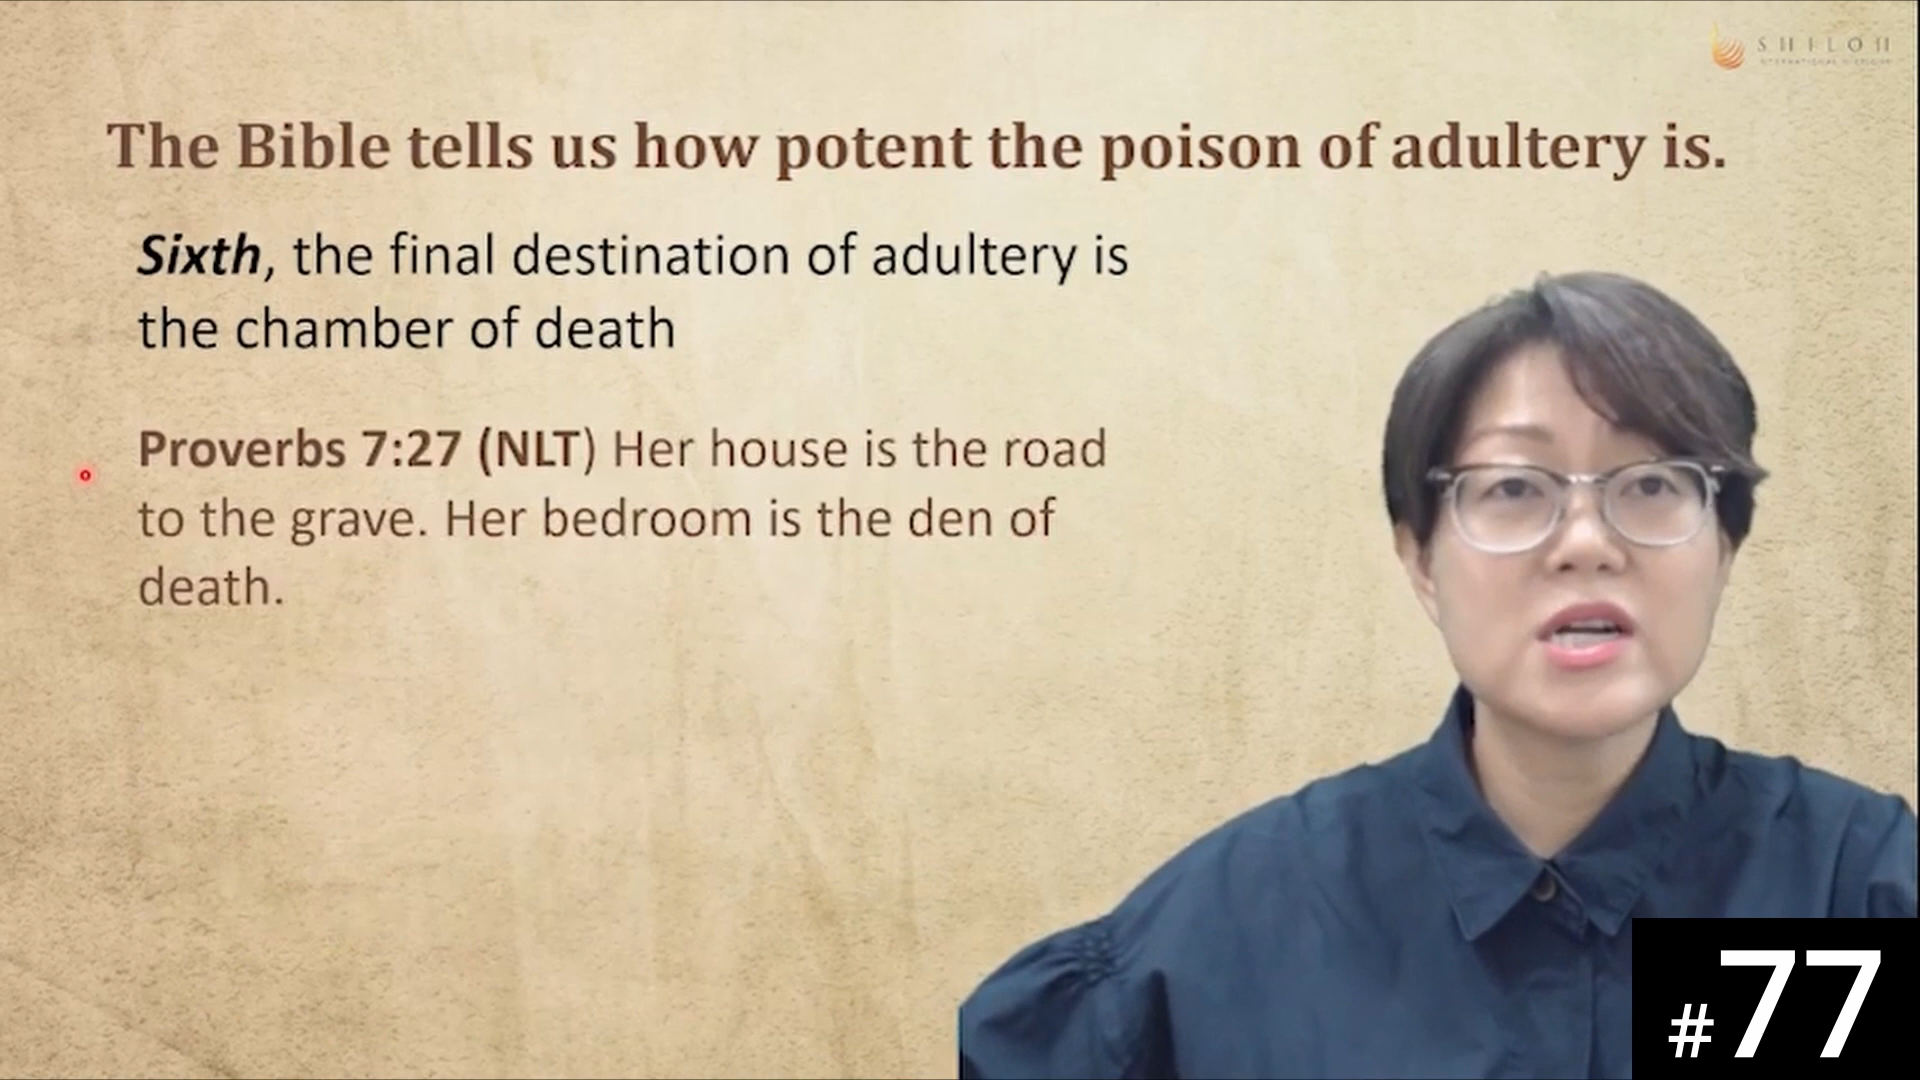 SHILOH
The Bible tells us how potent the poison of adultery is.
Sixth, the final destination of adultery is
the chamber of death
Proverbs 7:27 (NLT) Her house is the road
to the grave. Her bedroom is the den of
death.
#77